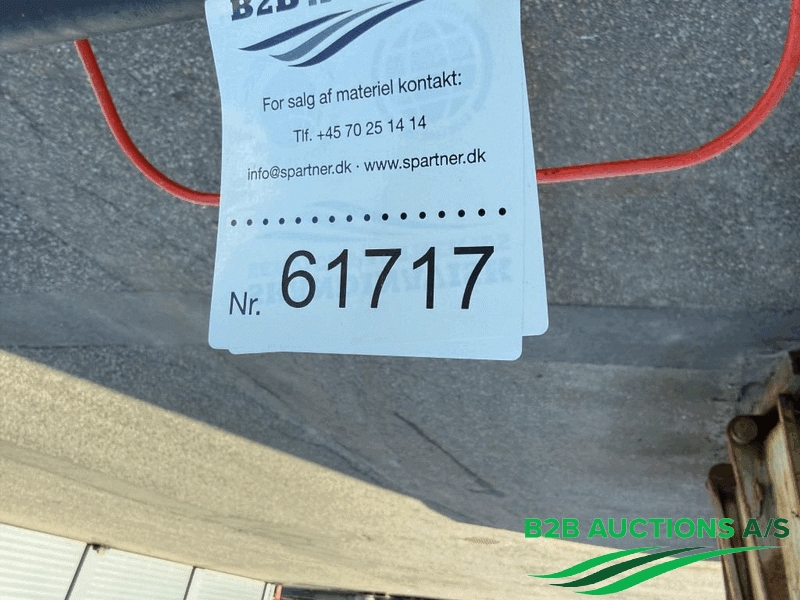 B2B
For salg af materiel kontakt:
Tlf. +45 70 25 14 14
info@spartner.dk · www.spartner.dk
Nr. 61717
B2B AUCTIONS A/S